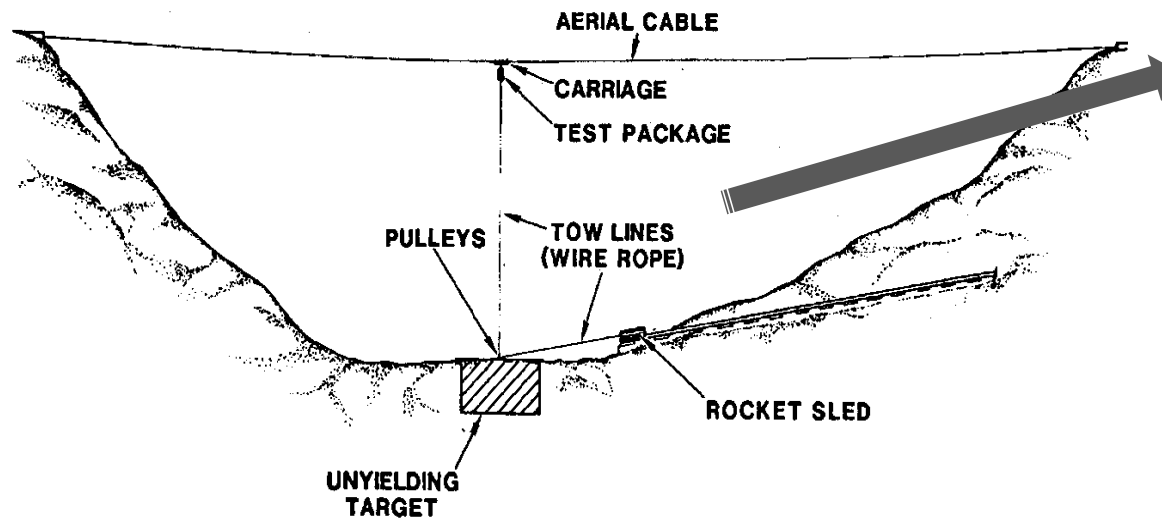 AERIAL CABLE
CARRIAGE
TEST PACKAGE
PULLEYS
TOW LINES
(WIRE ROPE)
ROCKET SLED
UNYIELDING
TARGET